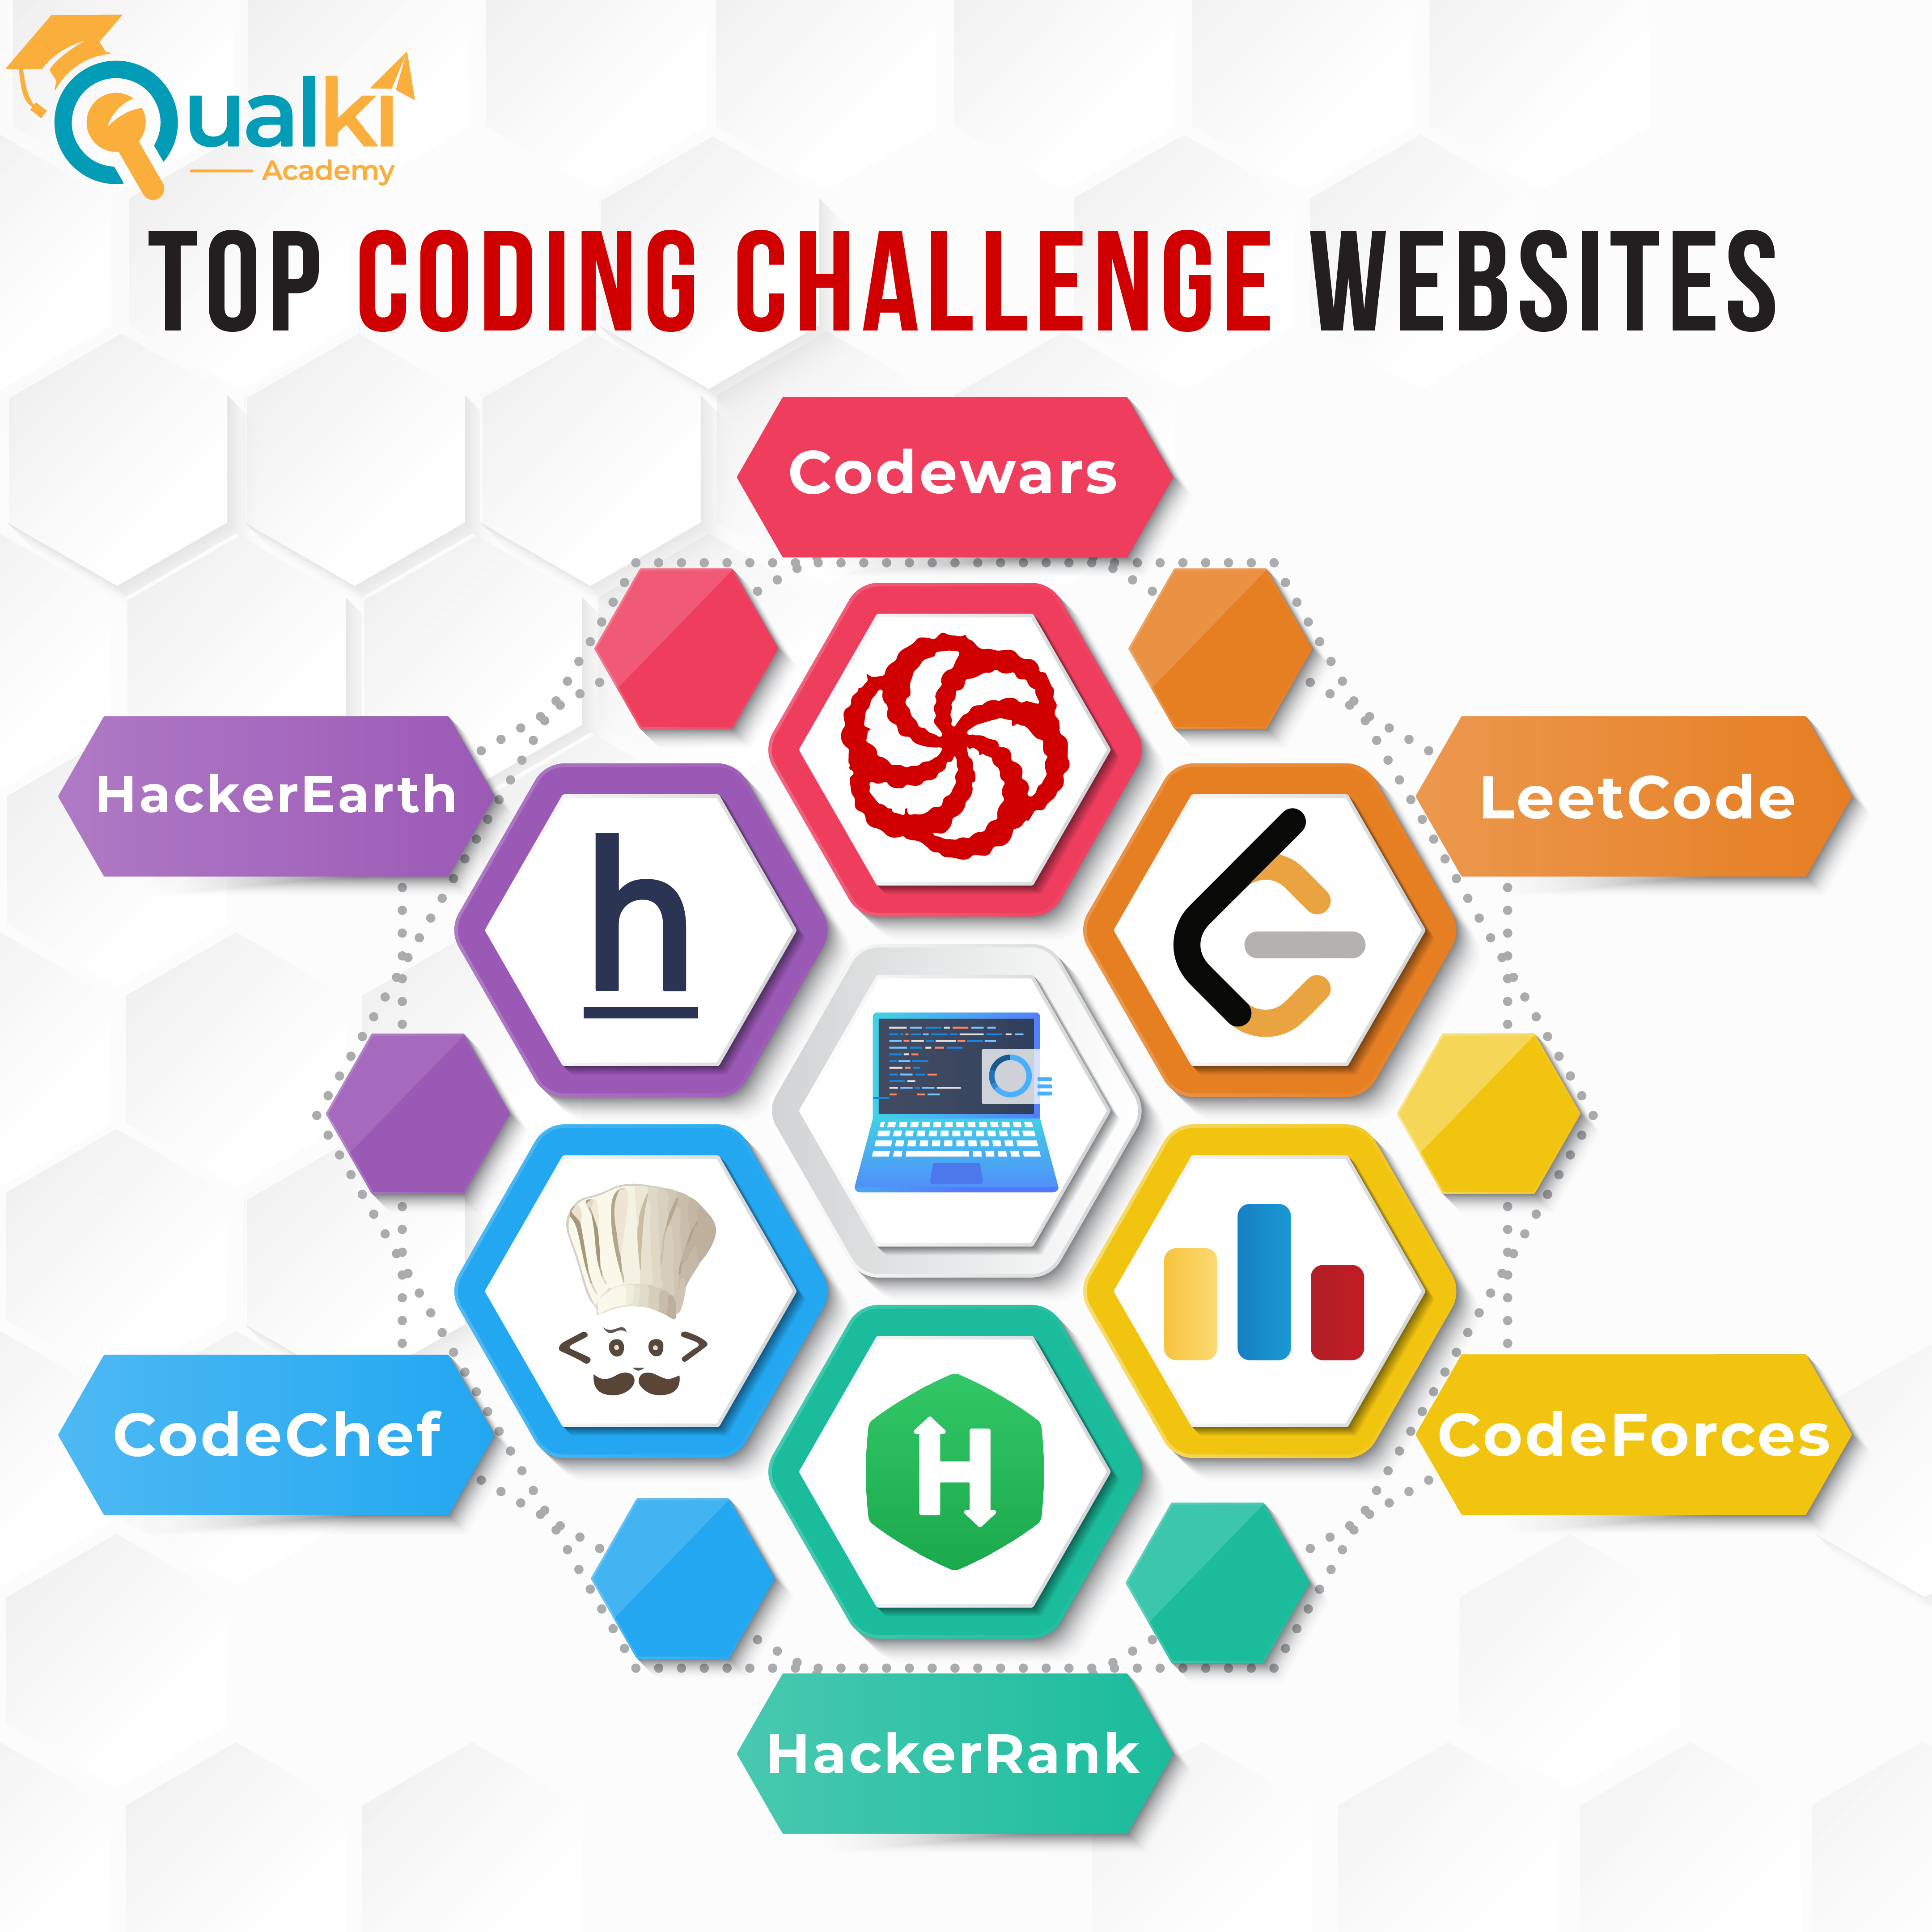 Qualki
Academy
TOP CODING CHALLENGE WEBSITES
Codewars
HackerEarth
LeetCode
h
CodeChef
CodeForces
H
HackerRank